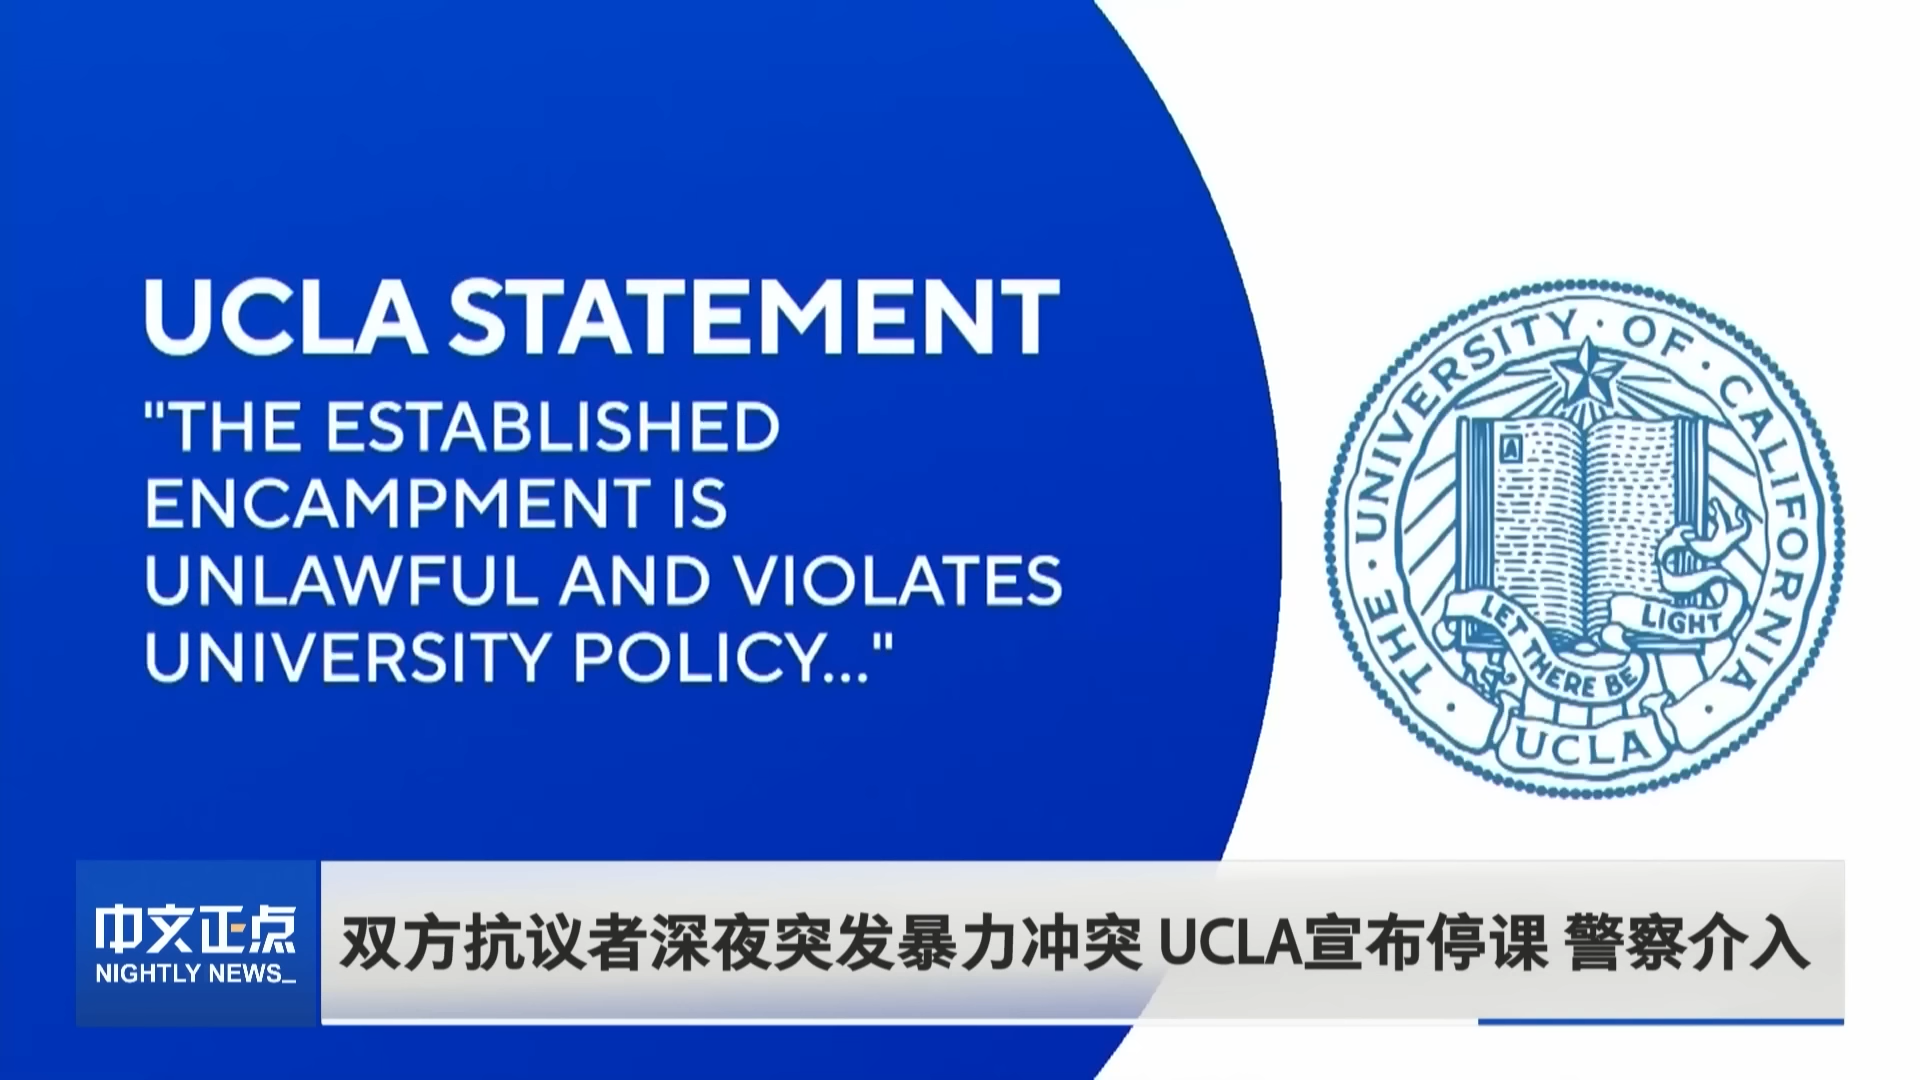 UCLA STATEMENT
"THE ESTABLISHED
ENCAMPMENT IS
UNLAWFUL AND VIOLATES
UNIVERSITY POLICY..."
· THE · UNIVERSITY · OF · CALIFORNIA ·
A
LET THERE BE
LIGHT
UCLA
中文正点
NIGHTLY NEWS_
双方抗议者深夜突发暴力冲突 UCLA宣布停课 警察介入